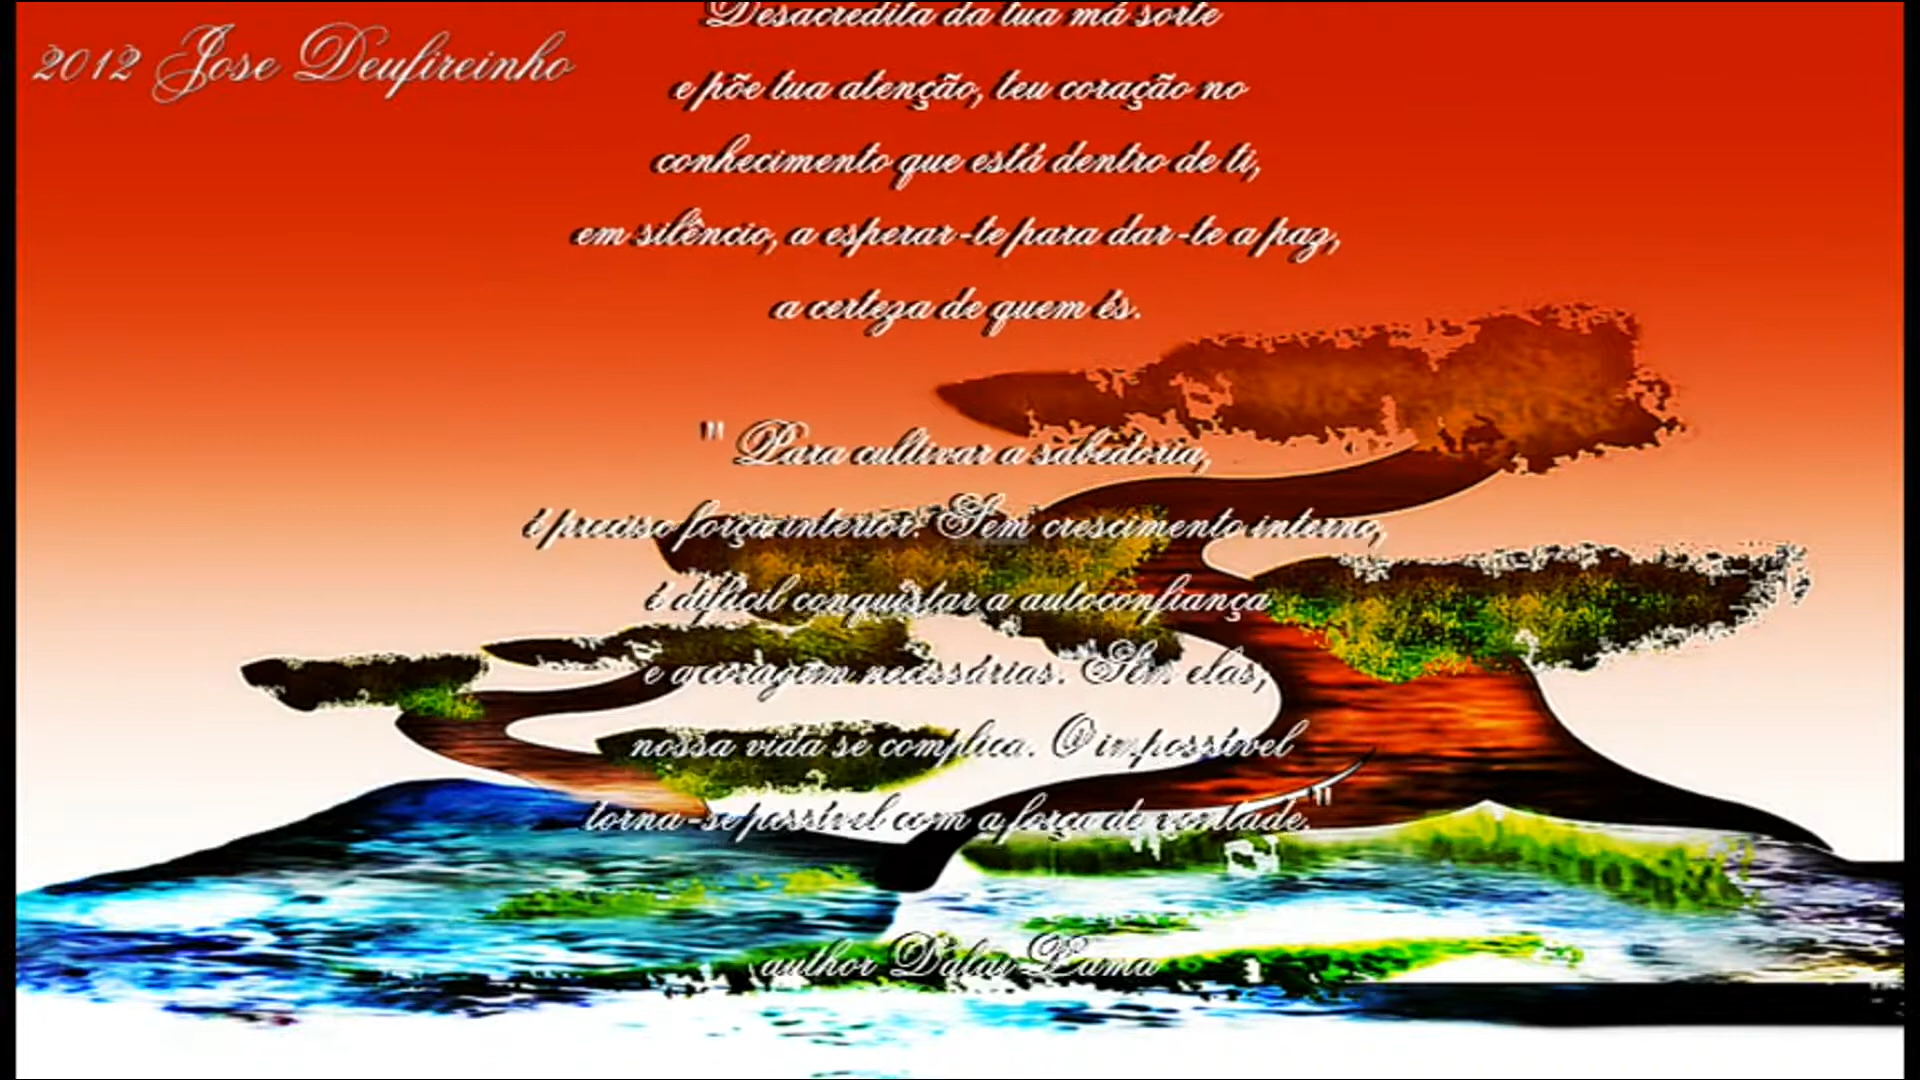 2012 Jose Deufireinho
Desacredita da tua má sorte
e põe tua atenção, teu coração no
conhecimento que está dentro de ti,
em silêncio, a esperar-te para dar-te a paz,
a certeza de quem és.
" Para cultivar a sabedoria,
é preciso força interior. Sem crescimento interno,
é difícil conquistar a autoconfiança
e a coragem necessárias. Sem elas,
nossa vida se complica. O impossível
torna-se possível com a força de vontade."
author Dalai Lama